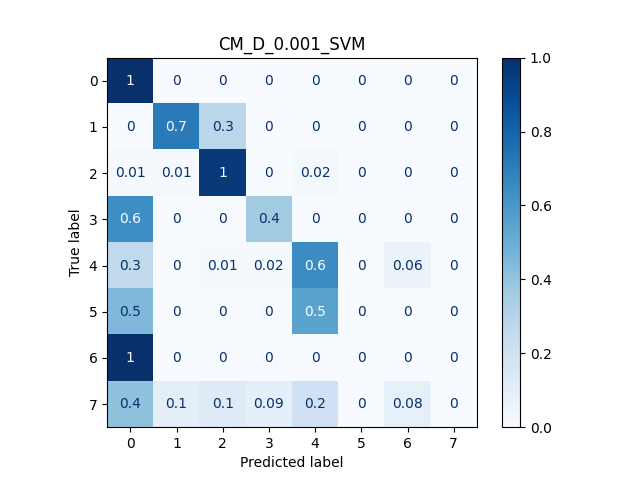 CM_D_0.001_SVM
True label
0 1 0 0 0 0 0 0 0
1 0 0.7 0.3 0 0 0 0 0
2 0.01 0.01 1 0 0.02 0 0 0
3 0.6 0 0 0.4 0 0 0 0
4 0.3 0 0.01 0.02 0.6 0 0.06 0
5 0.5 0 0 0 0.5 0 0 0
6 1 0 0 0 0 0 0 0
7 0.4 0.1 0.1 0.09 0.2 0 0.08 0
0 1 2 3 4 5 6 7
Predicted label
1.0
0.8
0.6
0.4
0.2
0.0